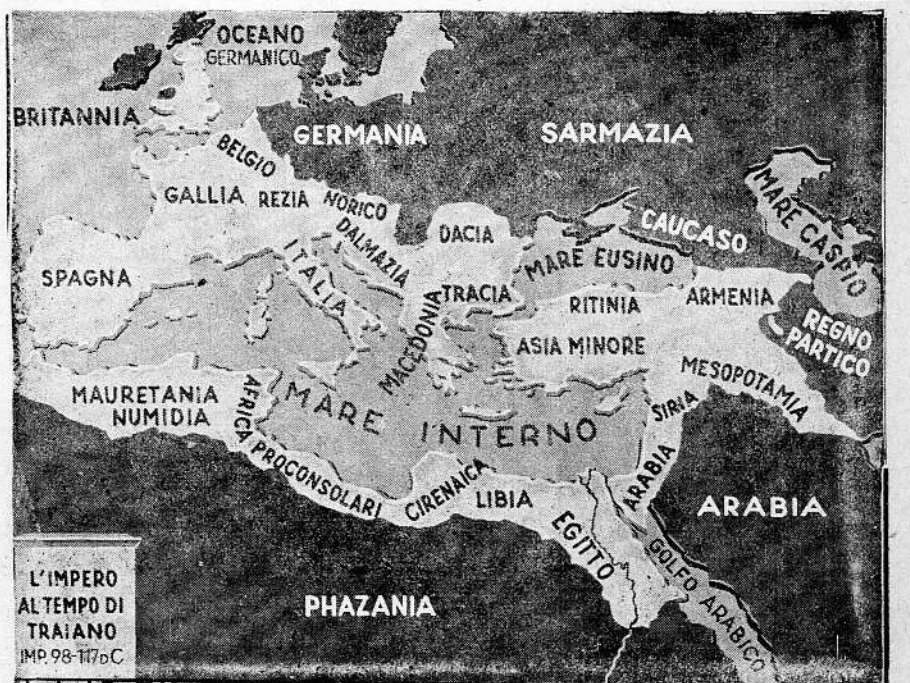 OCEANO
GERMANICO
BRITANNIA
GERMANIA
SARMAZIA
BELGIO
GALLIA
REZIA
NORICO
DACIA
CAUCASO
MARE CASPIO
SPAGNA
ITALIA
DALMAZIA
MARE EUSINO
MACEDONIA
TRACIA
RITINIA
ARMENIA
REGNO
PARTICO
ASIA MINORE
MESOPOTAMIA
MAURETANIA
NUMIDIA
AFRICA PROCONSOLARI
MARE INTERNO
SIRIA
CIRENAICA
LIBIA
EGITTO
ARABIA
ARABIA
GOLFO ARABICO
PHAZANIA
L'IMPERO
AL TEMPO DI
TRAIANO
IMP. 98-117 DC